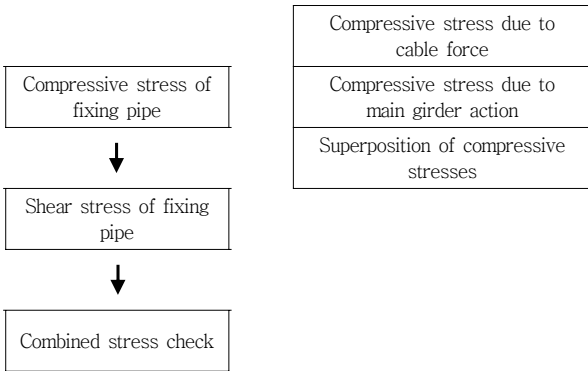 Compressive stress of
fixing pipe
Shear stress of fixing
pipe
Combined stress check
Compressive stress due to
cable force
Compressive stress due to
main girder action
Superposition of compressive
stresses